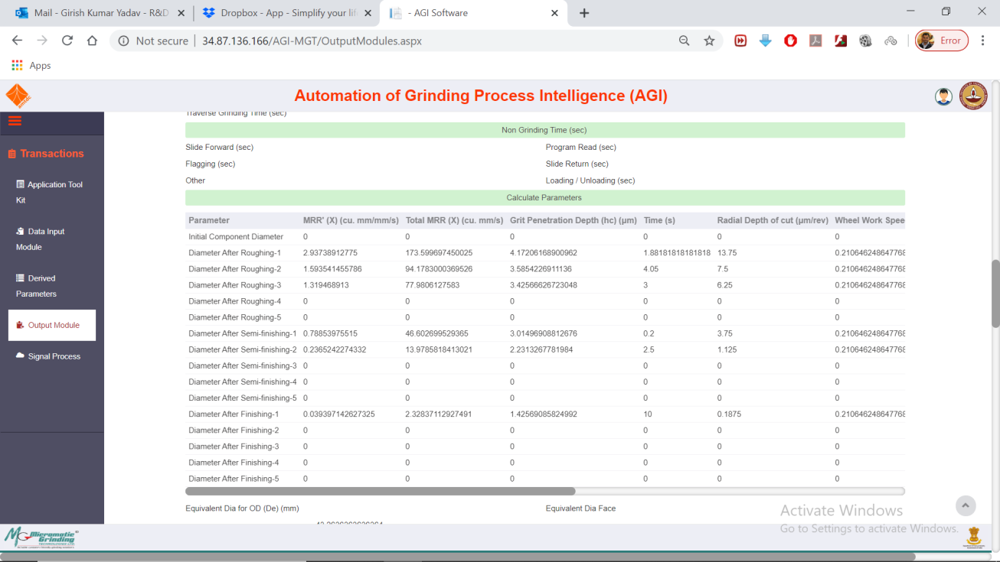 Mail - Girish Kumar Yadav - R&D
Dropbox - App - Simplify your life
- AGI Software
Not secure | 34.87.136.166/AGI-MGT/OutputModules.aspx
Error
Apps
Automation of Grinding Process Intelligence (AGI)
Transactions
Application Tool
Kit
Data Input
Module
Derived
Parameters
Output Module
Signal Process
Traverse Grinding Time (sec)
Non Grinding Time (sec)
Slide Forward (sec) Program Read (sec)
Flagging (sec) Slide Return (sec)
Other Loading / Unloading (sec)
Calculate Parameters
Parameter MRR' (X) (cu. mm/mm/s) Total MRR (X) (cu. mm/s) Grit Penetration Depth (hc) (μm) Time (s) Radial Depth of cut (μm/rev) Wheel Work Spee
Initial Component Diameter 0 0 0 0 0 0
Diameter After Roughing-1 2.93738912775 173.599697450025 4.17206168900962 1.88181818181818 13.75 0.210646248647768
Diameter After Roughing-2 1.593541455786 94.1783000369526 3.5854226911136 4.05 7.5 0.210646248647768
Diameter After Roughing-3 1.319468913 77.9806127583 3.42566626723048 3 6.25 0.210646248647768
Diameter After Roughing-4 0 0 0 0 0 0
Diameter After Roughing-5 0 0 0 0 0 0
Diameter After Semi-finishing-1 0.78853975515 46.602699529365 3.01496908812676 0.2 3.75 0.210646248647768
Diameter After Semi-finishing-2 0.2365242274332 13.9785818413021 2.2313267781984 2.5 1.125 0.210646248647768
Diameter After Semi-finishing-3 0 0 0 0 0 0
Diameter After Semi-finishing-4 0 0 0 0 0 0
Diameter After Semi-finishing-5 0 0 0 0 0 0
Diameter After Finishing-1 0.039397142627325 2.32837112927491 1.42569085824992 10 0.1875 0.210646248647768
Diameter After Finishing-2 0 0 0 0 0 0
Diameter After Finishing-3 0 0 0 0 0 0
Diameter After Finishing-4 0 0 0 0 0 0
Diameter After Finishing-5 0 0 0 0 0 0
Equivalent Dia for OD (De) (mm) Equivalent Dia Face
Activate Windows
Go to Settings to activate Windows.
Micromatic
Grinding